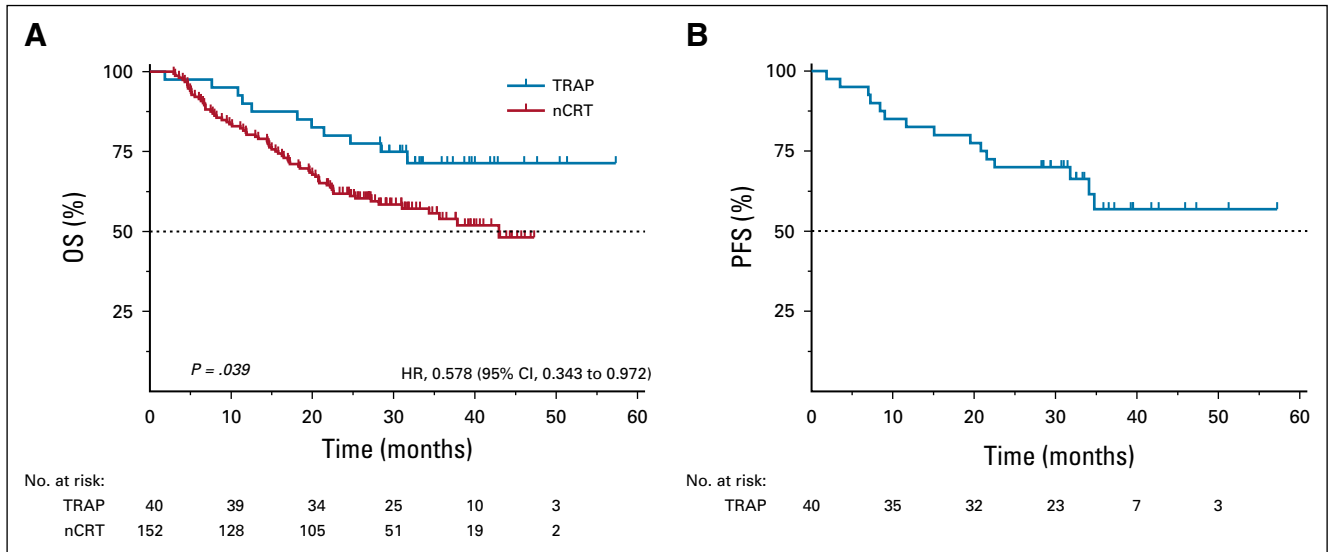 A
100
75
50
25
OS (%)
TRAP
nCRT
P = .039
HR, 0.578 (95% CI, 0.343 to 0.972)
0 10 20 30 40 50 60
Time (months)
No. at risk:
TRAP 40 39 34 25 10 3
nCRT 152 128 105 51 19 2
B
100
75
50
25
PFS (%)
0 10 20 30 40 50 60
Time (months)
No. at risk:
TRAP 40 35 32 23 7 3